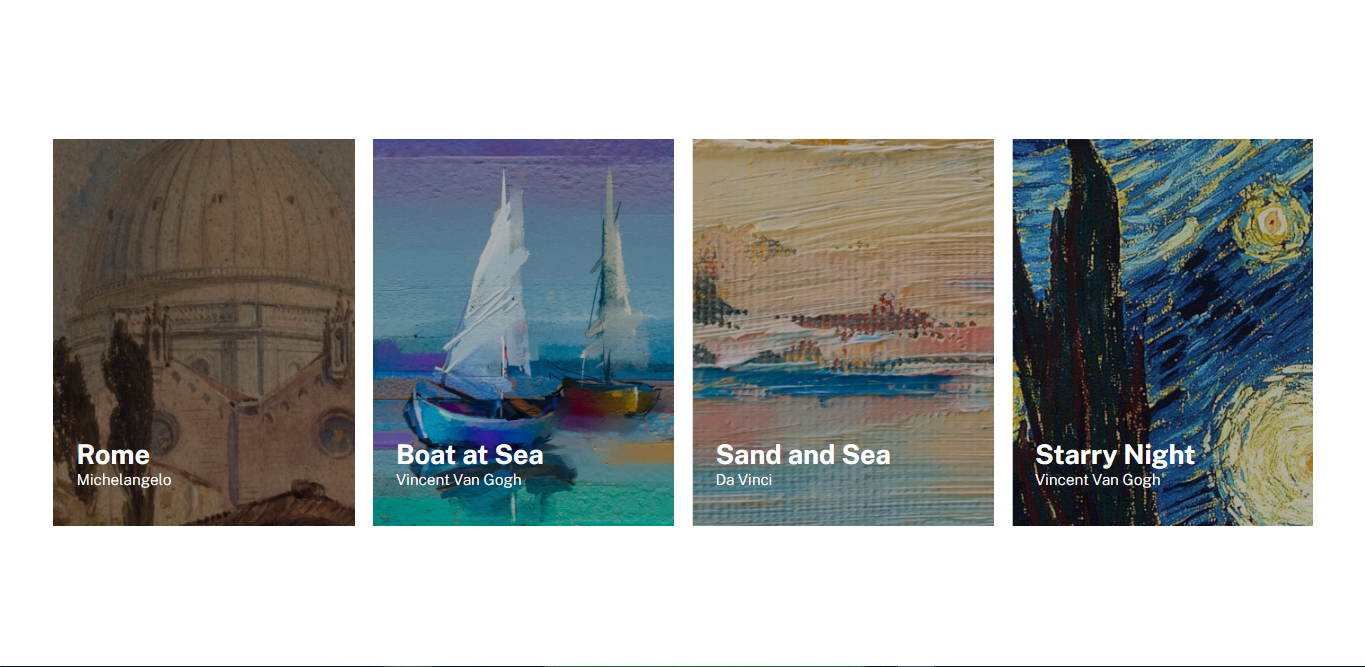 Rome
Michelangelo
Boat at Sea
Vincent Van Gogh
Sand and Sea
Da Vinci
Starry Night
Vincent Van Gogh